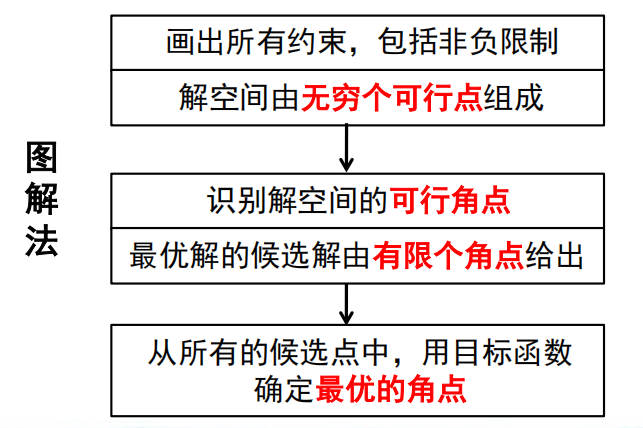 图解法
画出所有约束，包括非负限制
解空间由无穷个可行点组成
识别解空间的可行角点
最优解的候选解由有限个角点给出
从所有的候选点中，用目标函数
确定最优的角点